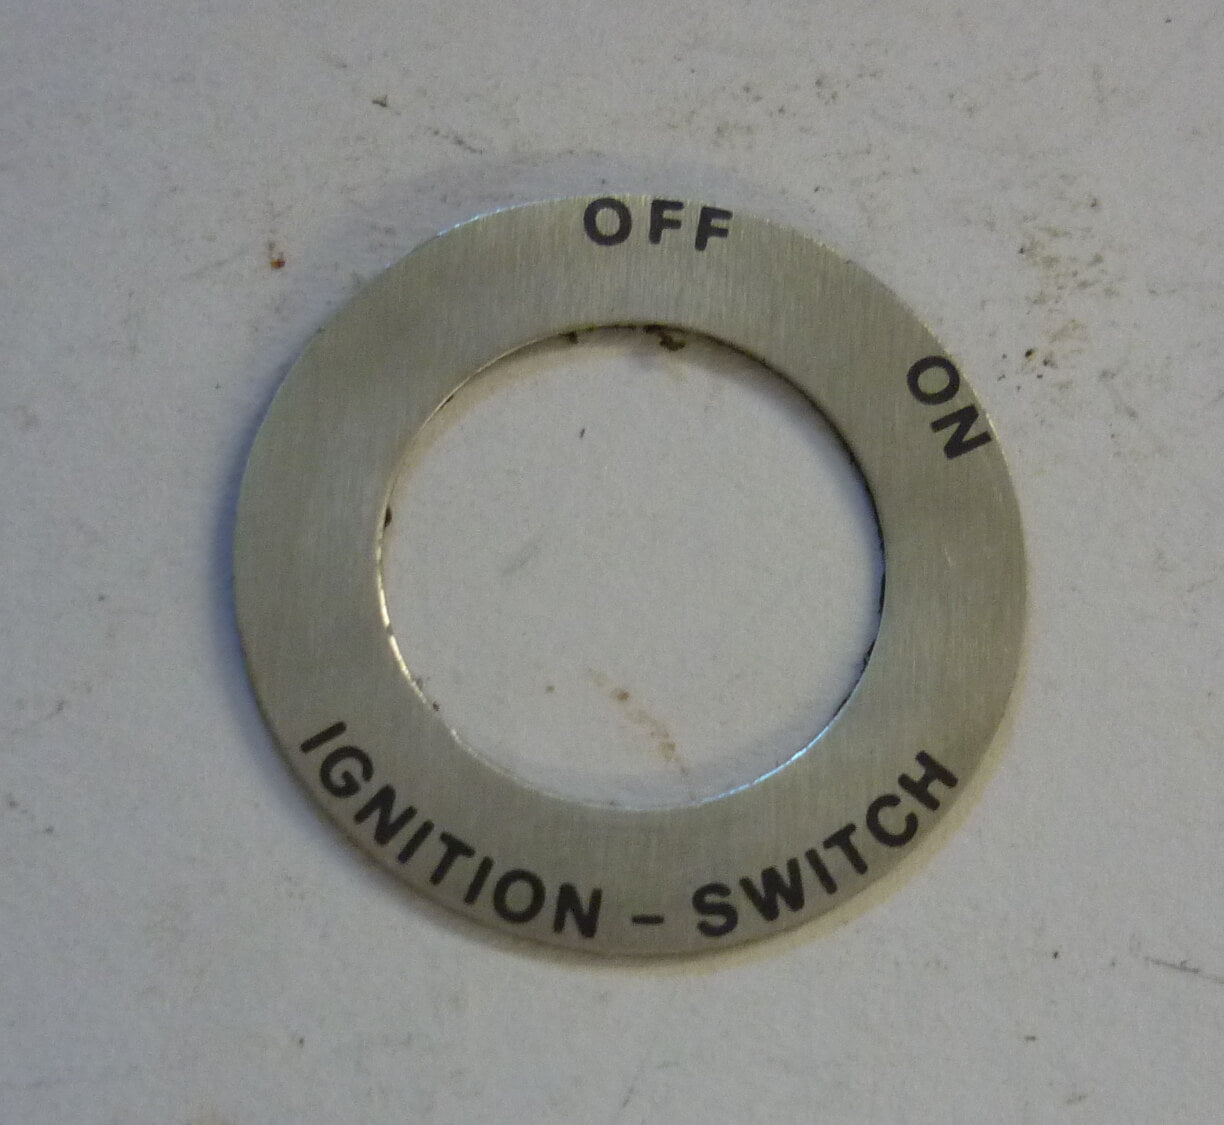 OFF
ON
IGNITION – SWITCH